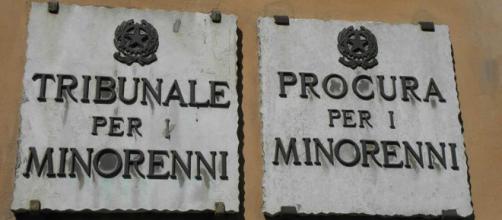 TRIBUNALE
PER I
MINORENNI
PROCURA
PER I
MINORENNI